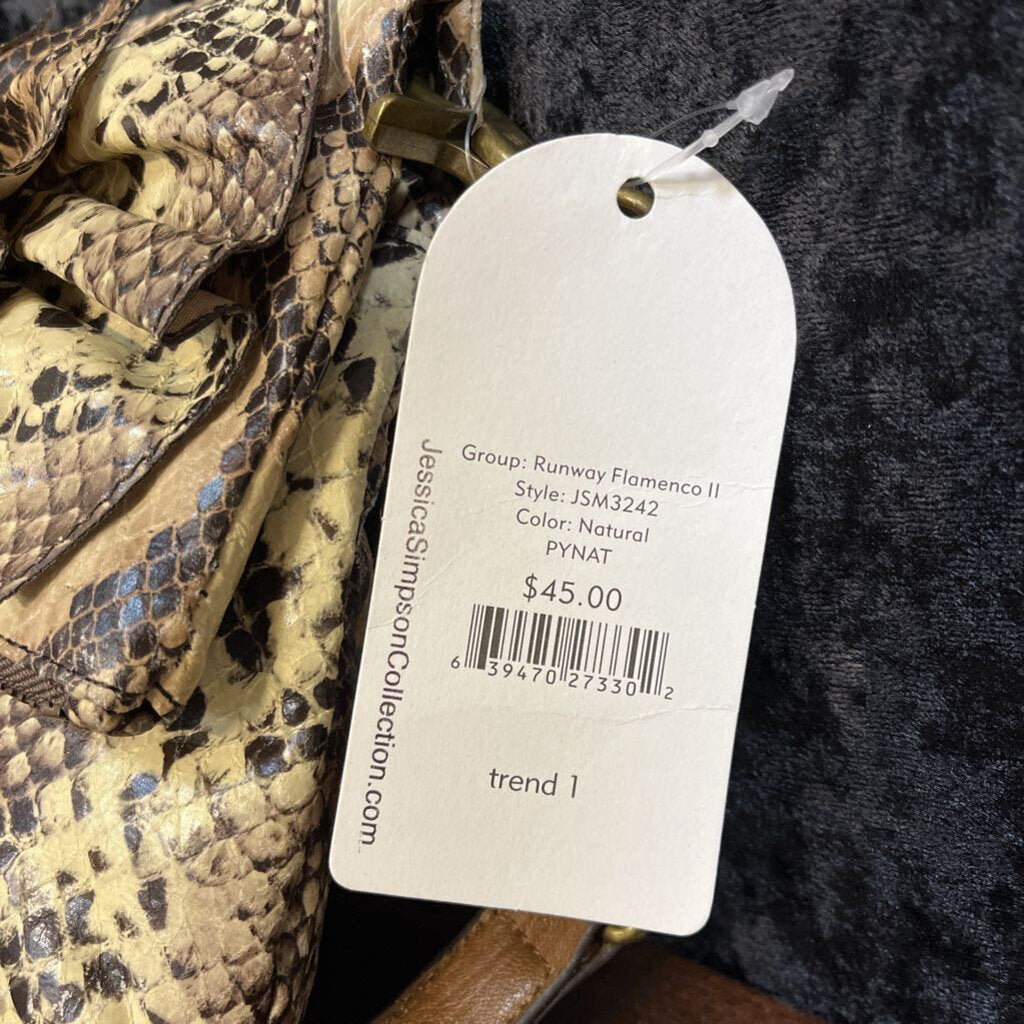 Group: Runway Flamenco II
Style: JSM3242
Color: Natural
PYNAT
$45.00
6 39470 27330 2
trend 1
JessicaSimpsonCollection.com